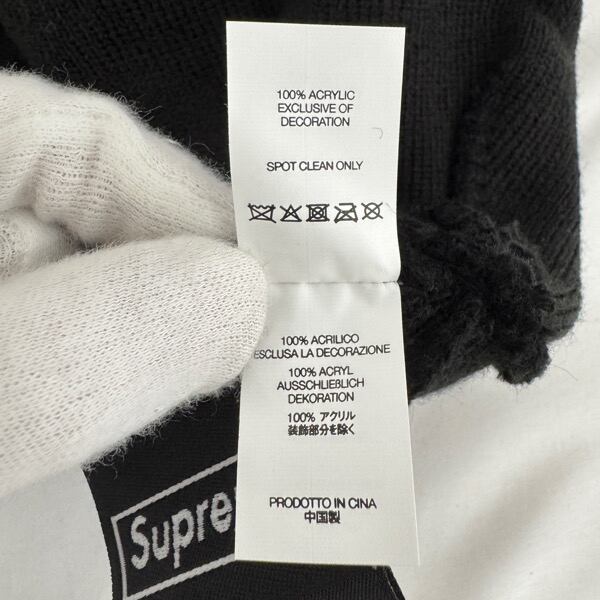 100% ACRYLIC
EXCLUSIVE OF
DECORATION
SPOT CLEAN ONLY
100% ACRILICO
ESCLUSA LA DECORAZIONE
100% ACRYL
AUSSCHLIEßLICH
DEKORATION
100% アクリル
装飾部分を除く
PRODOTTO IN CINA
中国製
Supre